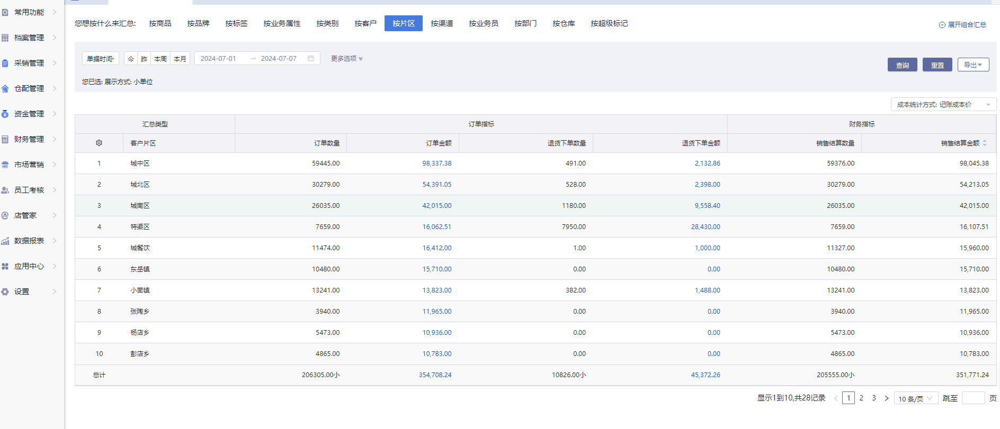 常用功能
档案管理
采销管理
仓配管理
资金管理
财务管理
市场营销
员工考核
店管家
数据报表
应用中心
设置
您想按什么来汇总: 按商品 按品牌 按标签 按业务属性 按类别 按客户 按片区 按渠道 按业务员 按部门 按仓库 按超级标记 展开组合汇总
单据时间 今 昨 本周 本月 2024-07-01 → 2024-07-07 更多选项 查询 重置 导出
您已选: 展示方式: 小单位
成本统计方式: 记账成本价
汇总类型 订单指标 财务指标
客户片区 订单数量 订单金额 退货下单数量 退货下单金额 销售结算数量 销售结算金额
1 城中区 59445.00 98,337.38 491.00 2,132.86 59376.00 98,045.38
2 城北区 30279.00 54,391.05 528.00 2,398.00 30279.00 54,213.05
3 城南区 26035.00 42,015.00 1180.00 9,558.40 26035.00 42,015.00
4 特渠区 7659.00 16,062.51 7950.00 28,430.00 7659.00 16,107.51
5 城餐饮 11474.00 16,412.00 1.00 1,000.00 11327.00 15,960.00
6 东岳镇 10480.00 15,710.00 0.00 0.00 10480.00 15,710.00
7 小茴镇 13241.00 13,823.00 382.00 1,488.00 13241.00 13,823.00
8 张陶乡 3940.00 11,965.00 0.00 0.00 3940.00 11,965.00
9 杨店乡 5473.00 10,936.00 0.00 0.00 5473.00 10,936.00
10 彭店乡 4865.00 10,783.00 0.00 0.00 4865.00 10,783.00
总计 206305.00小 354,708.24 10826.00小 45,372.26 205555.00小 351,771.24
显示1到10,共28记录 < 1 2 3 > 10 条/页 跳至 页